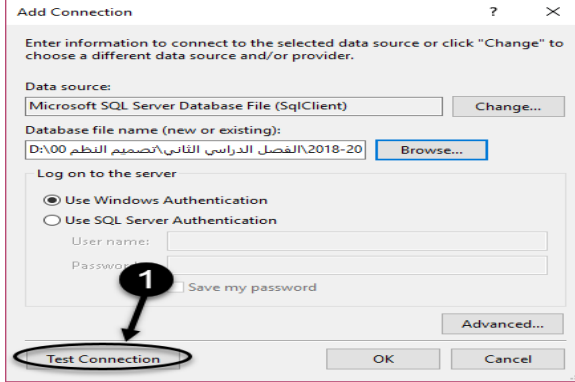 Add Connection ? ×
Enter information to connect to the selected data source or click "Change" to
choose a different data source and/or provider.
Data source:
Microsoft SQL Server Database File (SqlClient) Change...
Database file name (new or existing):
D:\00 تصميم النظم\الفصل الدراسي الثاني\2018-20 Browse...
Log on to the server
Use Windows Authentication
Use SQL Server Authentication
User name:
Password:
1
Save my password
Advanced...
Test Connection OK Cancel